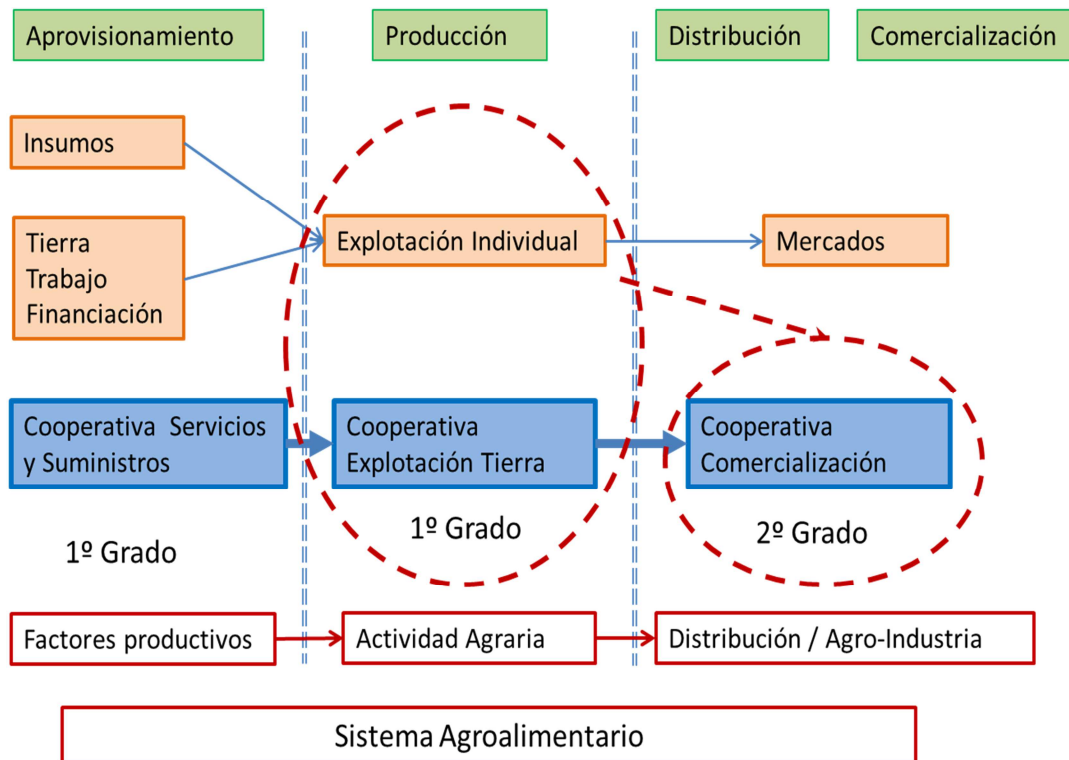 Aprovisionamiento
Producción
Distribución
Comercialización
Insumos
Tierra
Trabajo
Financiación
Explotación Individual
Mercados
Cooperativa Servicios
y Suministros
Cooperativa
Explotación Tierra
Cooperativa
Comercialización
1º Grado
1º Grado
2º Grado
Factores productivos
Actividad Agraria
Distribución / Agro-Industria
Sistema Agroalimentario